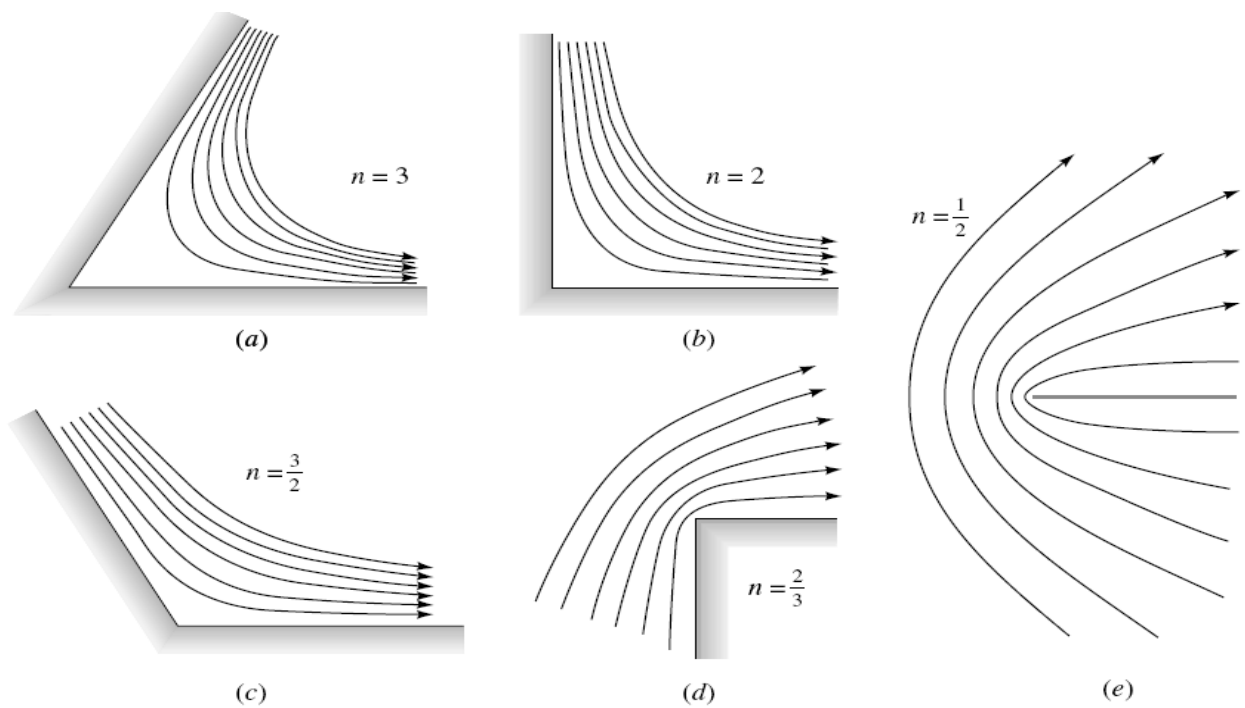 n = 3
(a)
n = 2
(b)
n = 3/2
(c)
n = 2/3
(d)
n = 1/2
(e)